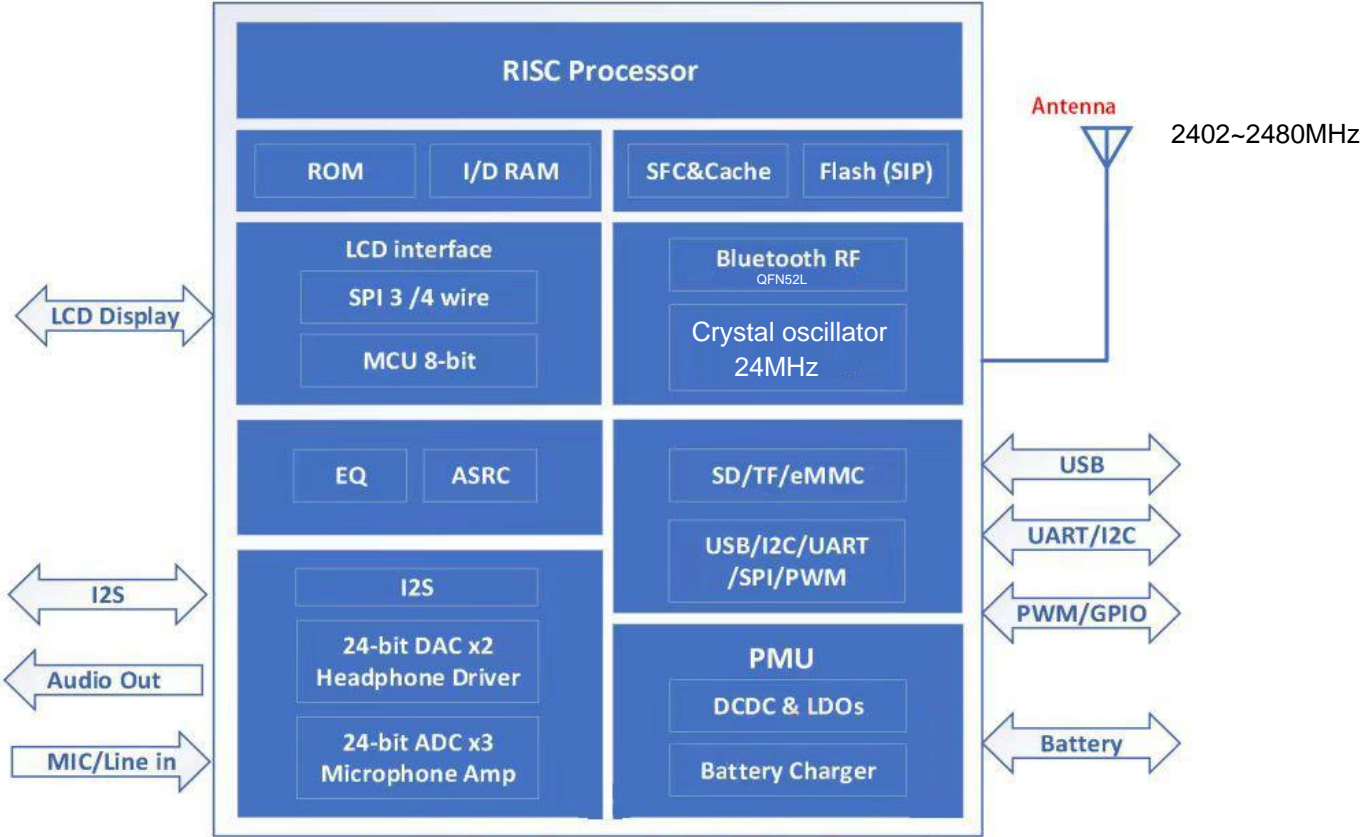 RISC Processor
Antenna
2402~2480MHz
ROM
I/D RAM
SFC&Cache
Flash (SIP)
LCD interface
SPI 3 /4 wire
MCU 8-bit
Bluetooth RF
QFN52L
Crystal oscillator
24MHz
LCD Display
EQ
ASRC
SD/TF/eMMC
USB/I2C/UART
/SPI/PWM
USB
UART/I2C
PWM/GPIO
I2S
Audio Out
MIC/Line in
I2S
24-bit DAC x2
Headphone Driver
24-bit ADC x3
Microphone Amp
PMU
DCDC & LDOs
Battery Charger
Battery